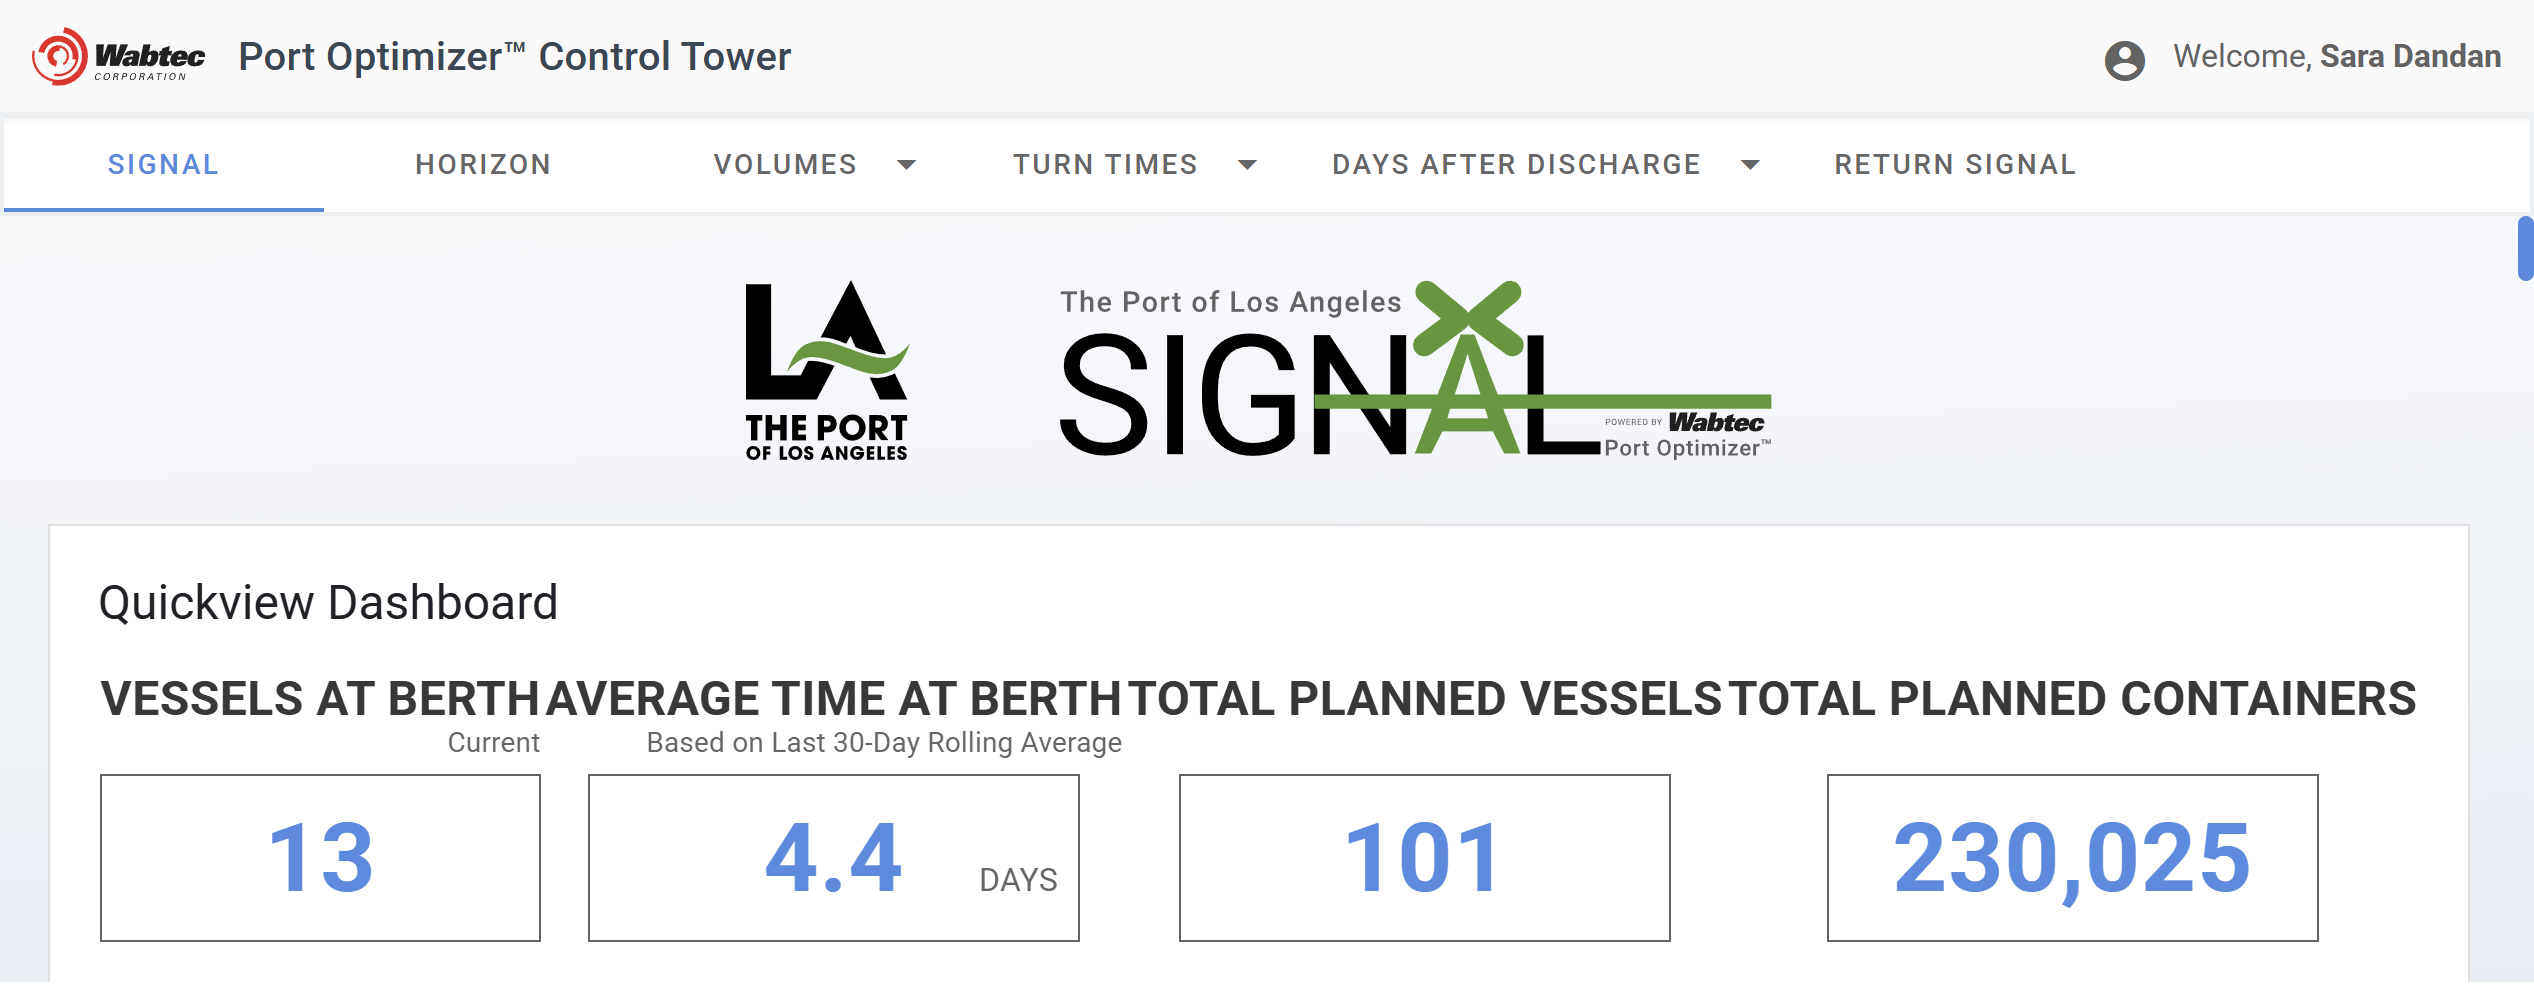 Wabtec
CORPORATION
Port Optimizer™ Control Tower
Welcome, Sara Dandan
SIGNAL
HORIZON
VOLUMES
TURN TIMES
DAYS AFTER DISCHARGE
RETURN SIGNAL
LA
THE PORT
OF LOS ANGELES
The Port of Los Angeles
SIGNAL
POWERED BY Wabtec
Port Optimizer™
Quickview Dashboard
VESSELS AT BERTH
Current
13
AVERAGE TIME AT BERTH
Based on Last 30-Day Rolling Average
4.4 DAYS
TOTAL PLANNED VESSELS
101
TOTAL PLANNED CONTAINERS
230,025